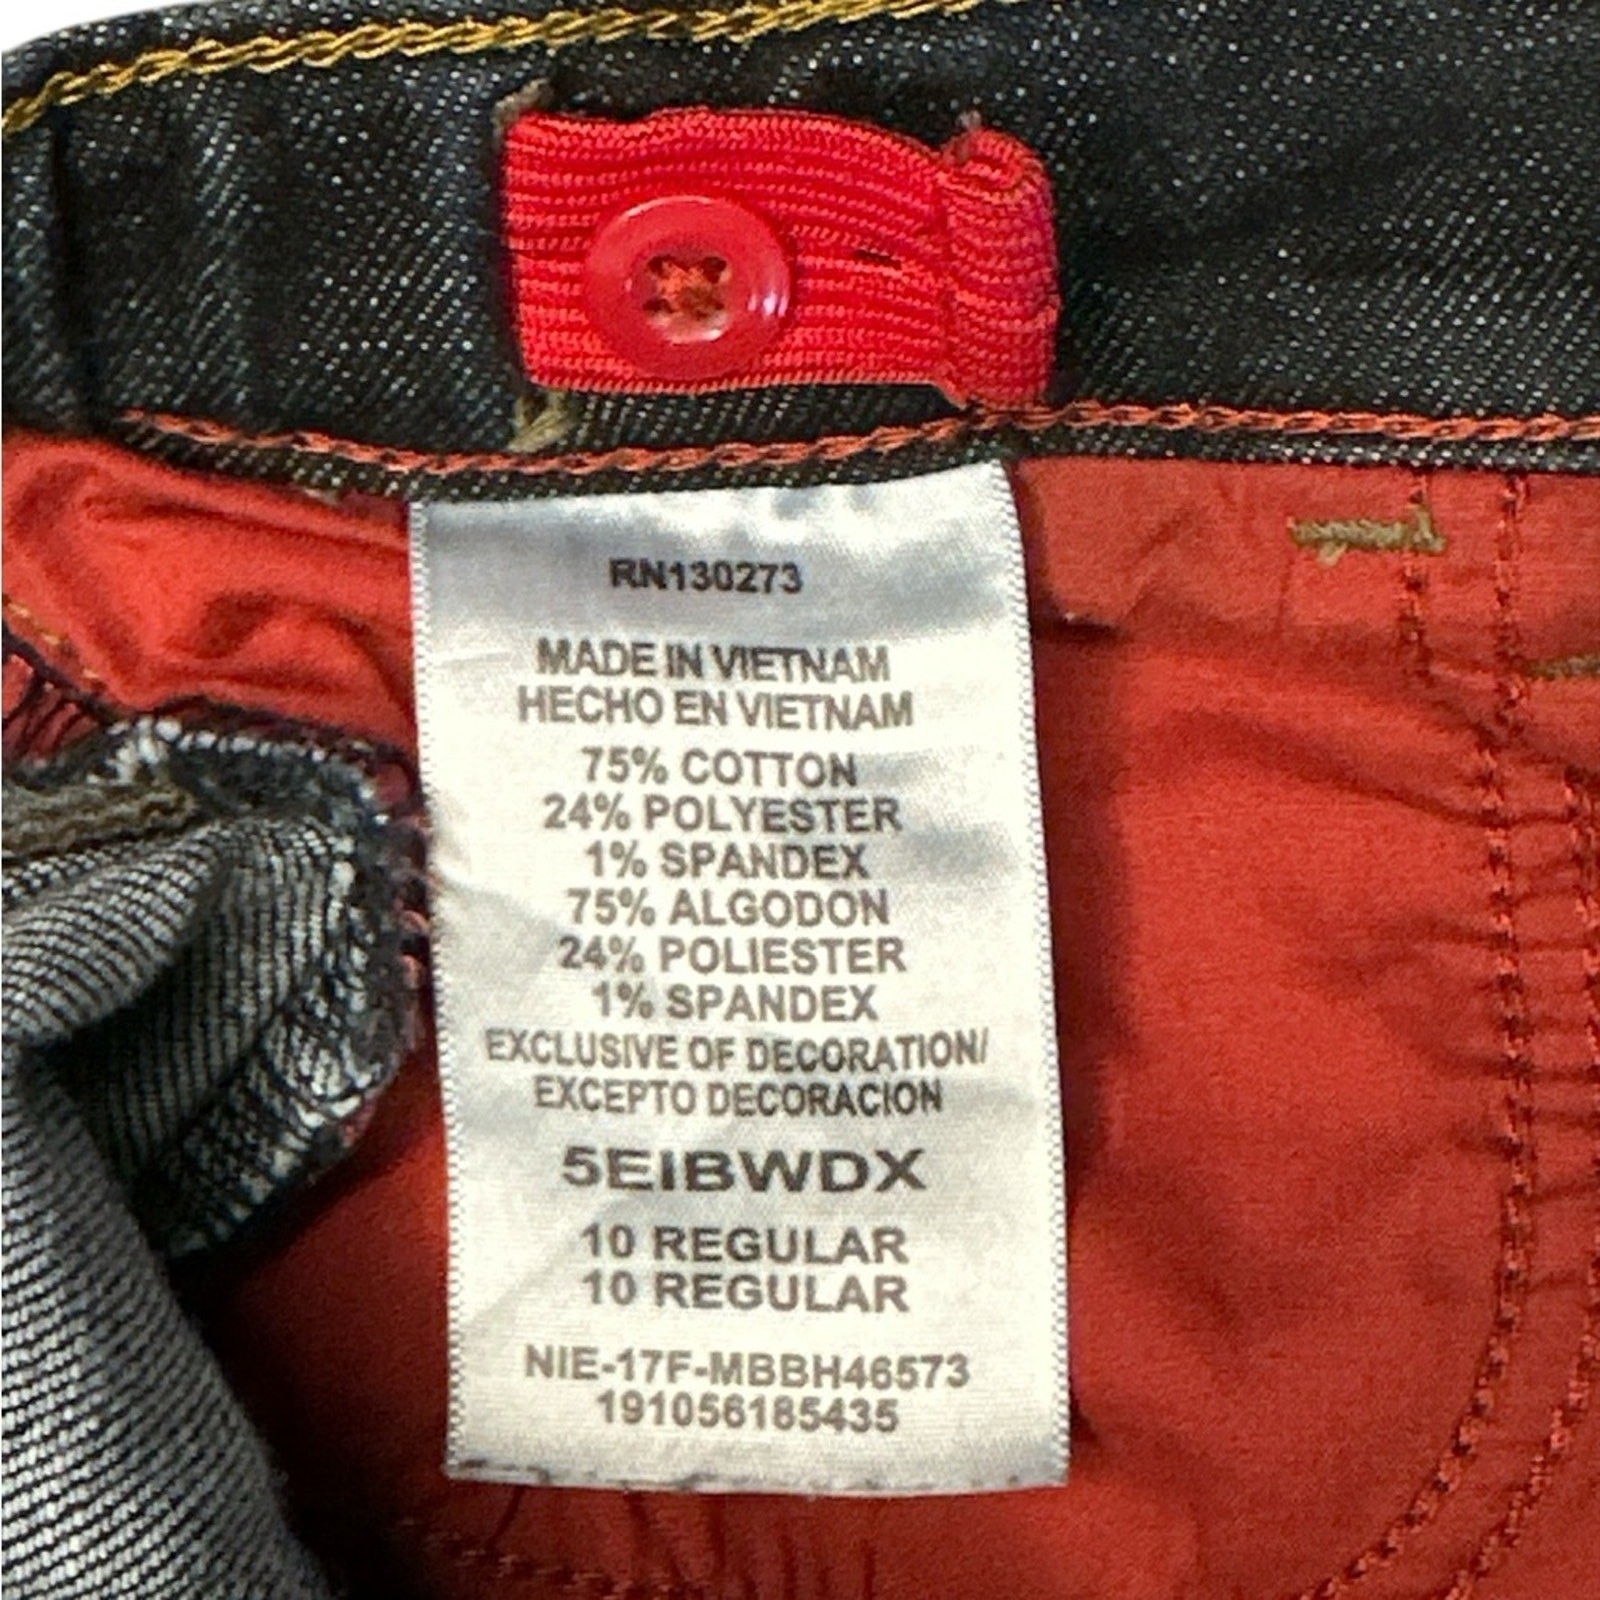 RN130273
MADE IN VIETNAM
HECHO EN VIETNAM
75% COTTON
24% POLYESTER
1% SPANDEX
75% ALGODON
24% POLIESTER
1% SPANDEX
EXCLUSIVE OF DECORATION/
EXCEPTO DECORACION
5EIBWDX
10 REGULAR
10 REGULAR
NIE-17F-MBBH46573
191056185435